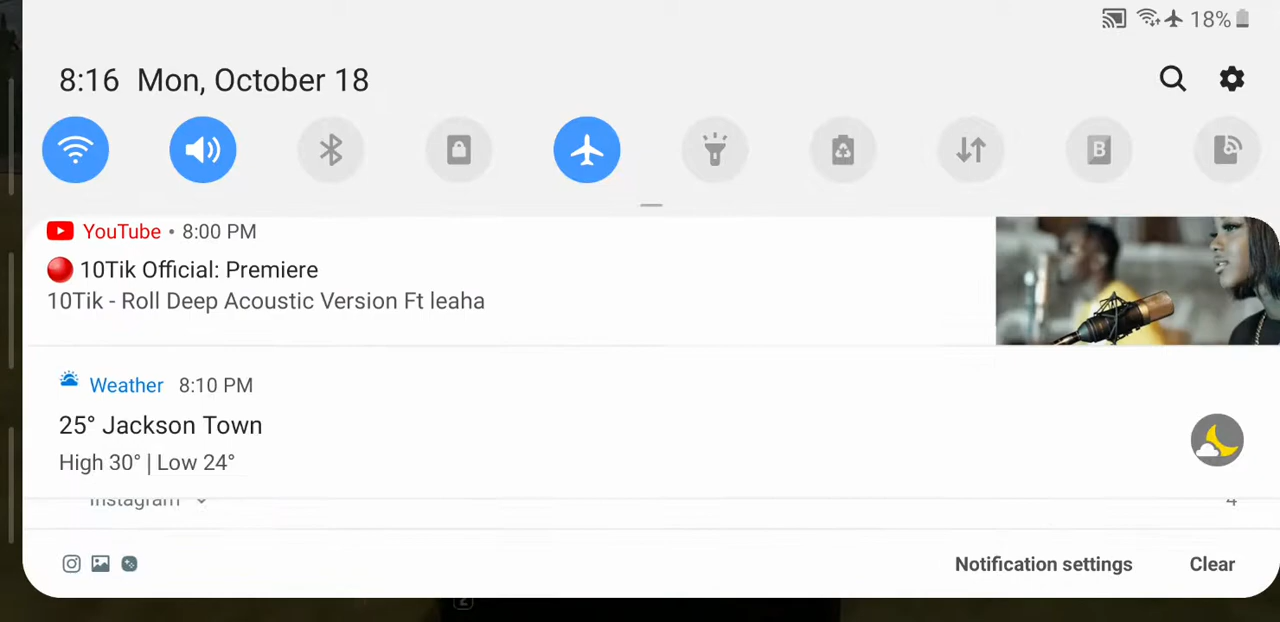 18%
8:16 Mon, October 18
B
YouTube • 8:00 PM
10Tik Official: Premiere
10Tik - Roll Deep Acoustic Version Ft leaha
Weather 8:10 PM
25° Jackson Town
High 30° | Low 24°
Instagram 4
Notification settings Clear
2